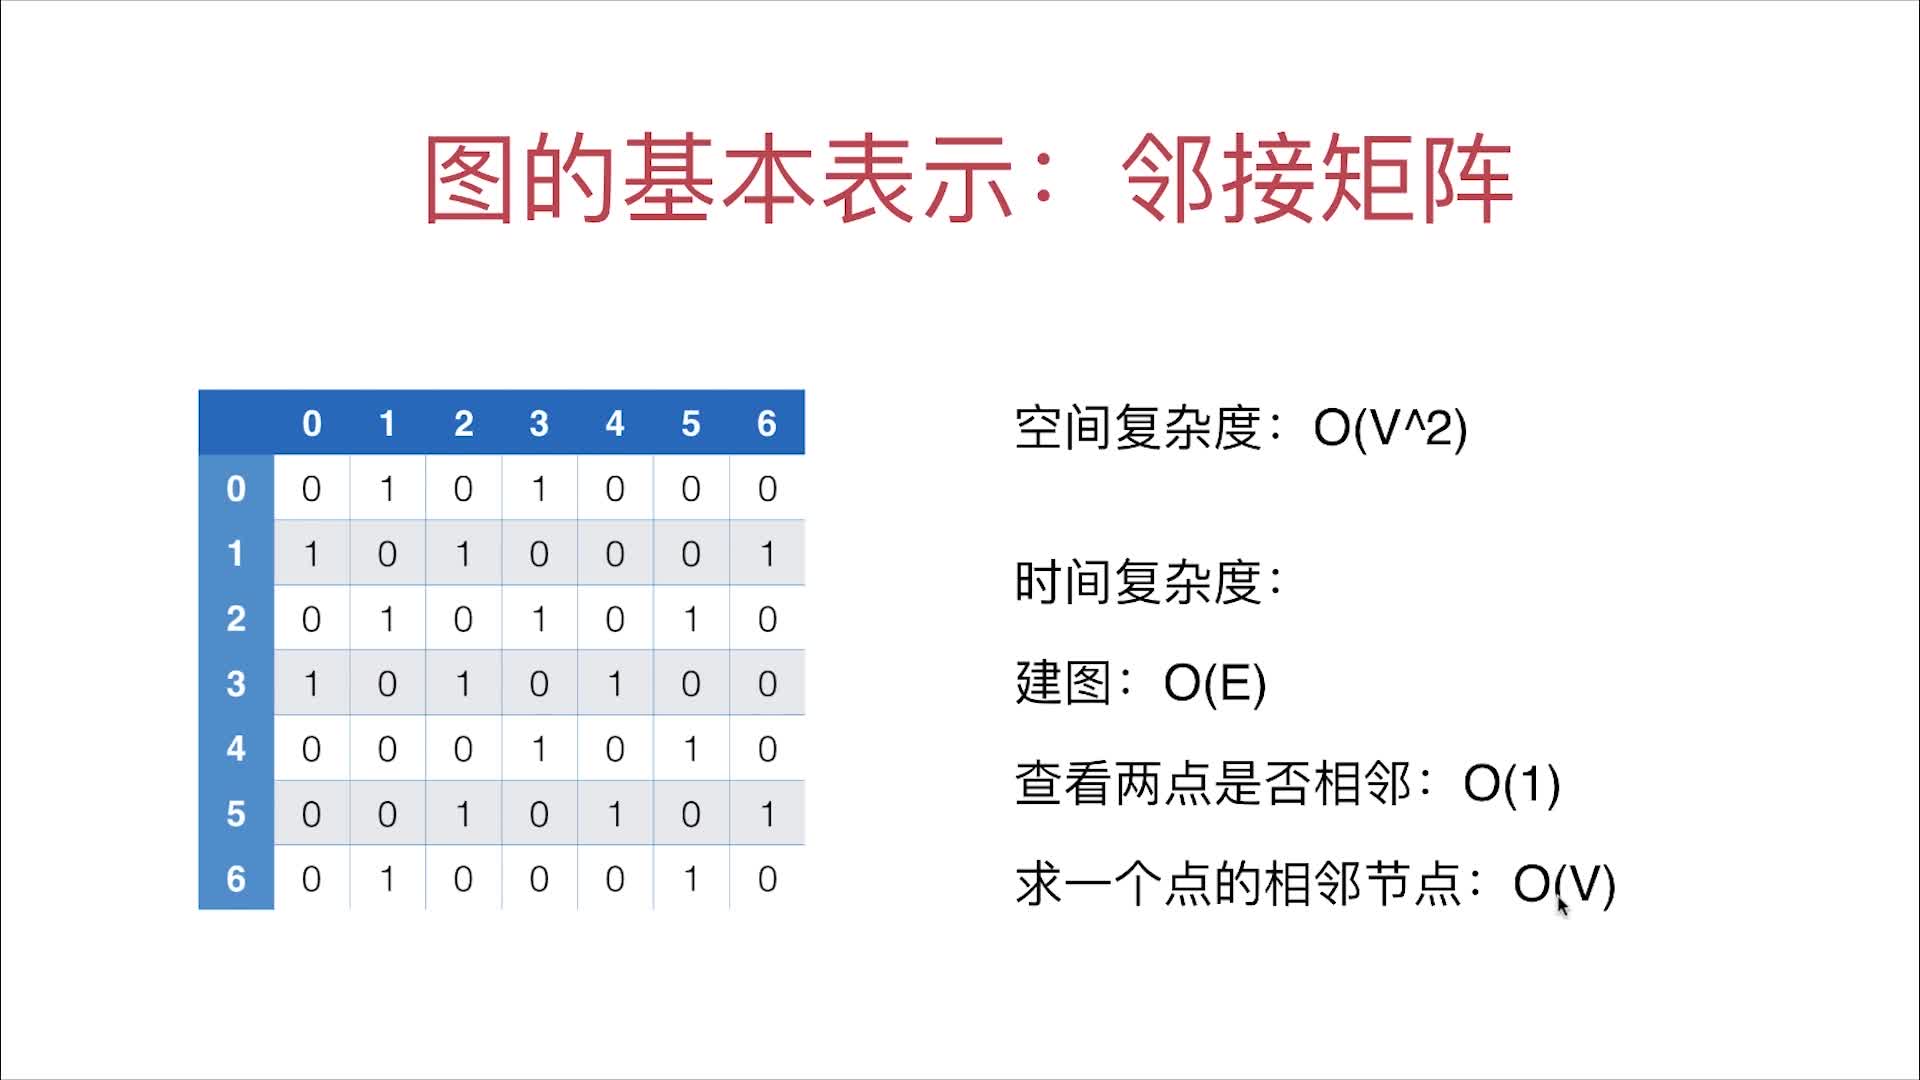 图的基本表示：邻接矩阵
0 1 2 3 4 5 6
0 0 1 0 1 0 0 0
1 1 0 1 0 0 0 1
2 0 1 0 1 0 1 0
3 1 0 1 0 1 0 0
4 0 0 0 1 0 1 0
5 0 0 1 0 1 0 1
6 0 1 0 0 0 1 0
空间复杂度：O(V^2)
时间复杂度：
建图：O(E)
查看两点是否相邻：O(1)
求一个点的相邻节点：O(V)